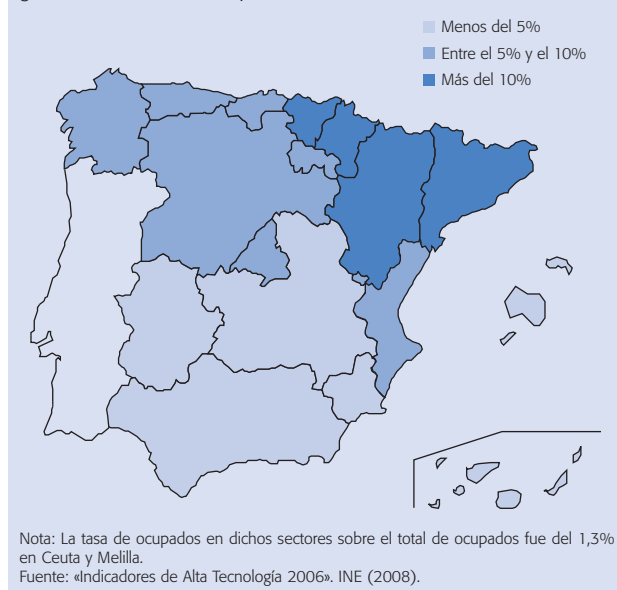 Menos del 5%
Entre el 5% y el 10%
Más del 10%
Nota: La tasa de ocupados en dichos sectores sobre el total de ocupados fue del 1,3%
en Ceuta y Melilla.
Fuente: «Indicadores de Alta Tecnología 2006». INE (2008).